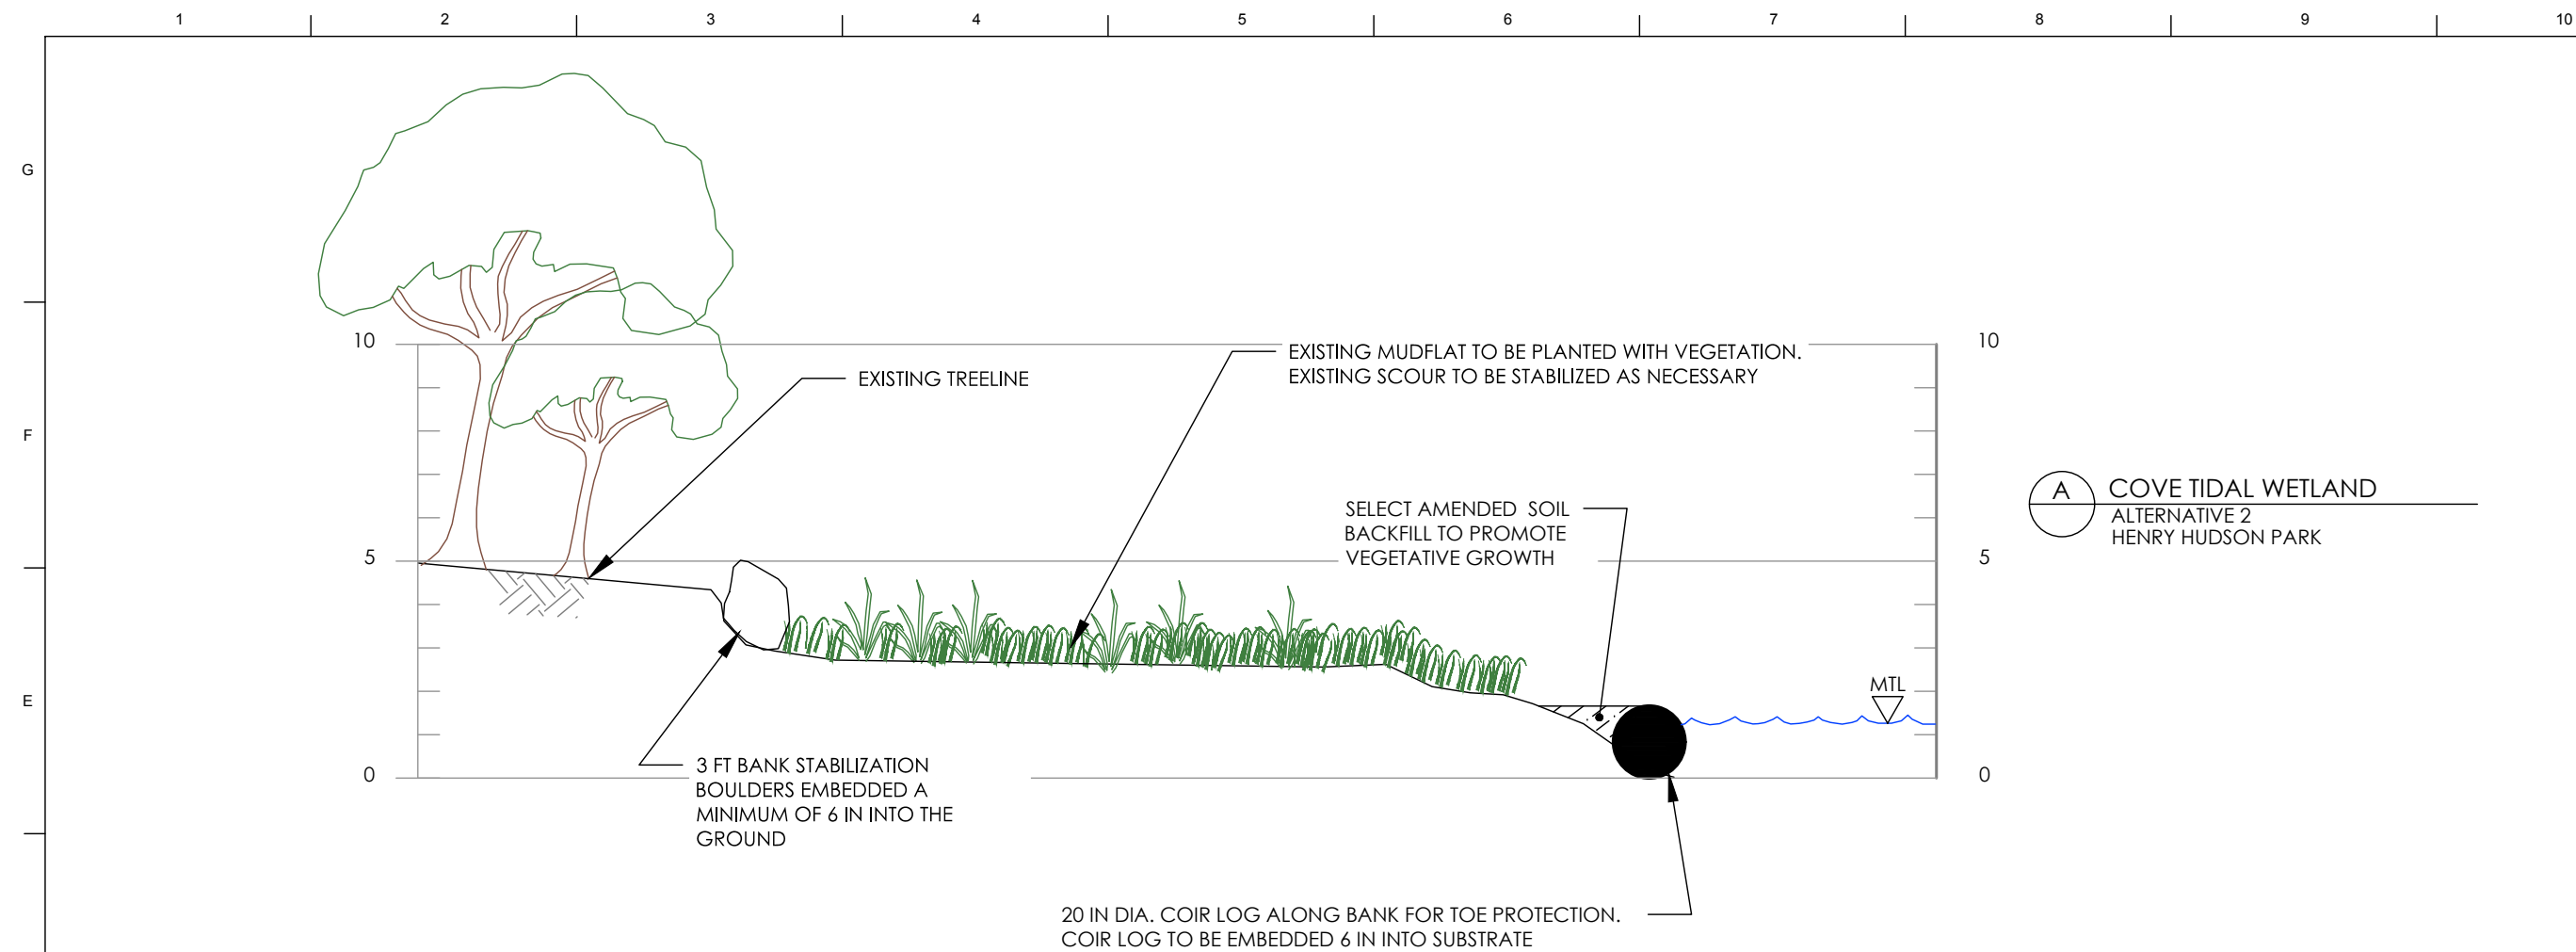 1 2 3 4 5 6 7 8 9 10
G
10 10
EXISTING MUDFLAT TO BE PLANTED WITH VEGETATION.
EXISTING SCOUR TO BE STABILIZED AS NECESSARY
EXISTING TREELINE
F
A COVE TIDAL WETLAND
ALTERNATIVE 2
HENRY HUDSON PARK
SELECT AMENDED SOIL
BACKFILL TO PROMOTE
VEGETATIVE GROWTH
5 5
E
MTL
0 0
3 FT BANK STABILIZATION
BOULDERS EMBEDDED A
MINIMUM OF 6 IN INTO THE
GROUND
20 IN DIA. COIR LOG ALONG BANK FOR TOE PROTECTION.
COIR LOG TO BE EMBEDDED 6 IN INTO SUBSTRATE